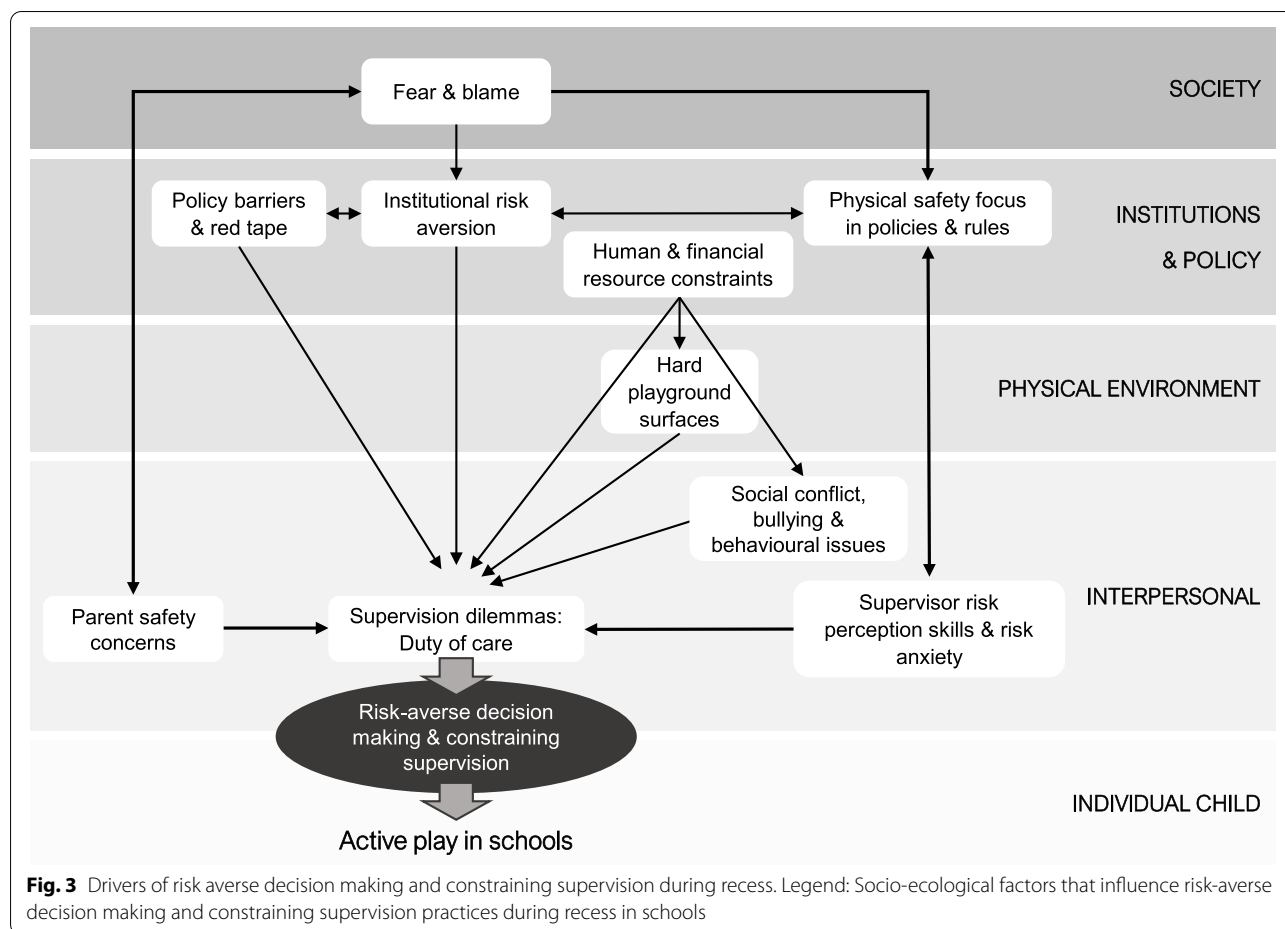 Fear & blame
SOCIETY
Policy barriers
& red tape
Institutional risk
aversion
Physical safety focus
in policies & rules
INSTITUTIONS
& POLICY
Human & financial
resource constraints
Hard
playground
surfaces
PHYSICAL ENVIRONMENT
Social conflict,
bullying &
behavioural issues
Parent safety
concerns
Supervision dilemmas:
Duty of care
Supervisor risk
perception skills & risk
anxiety
INTERPERSONAL
Risk-averse decision
making & constraining
supervision
INDIVIDUAL CHILD
Active play in schools
Fig. 3 Drivers of risk averse decision making and constraining supervision during recess. Legend: Socio-ecological factors that influence risk-averse
decision making and constraining supervision practices during recess in schools